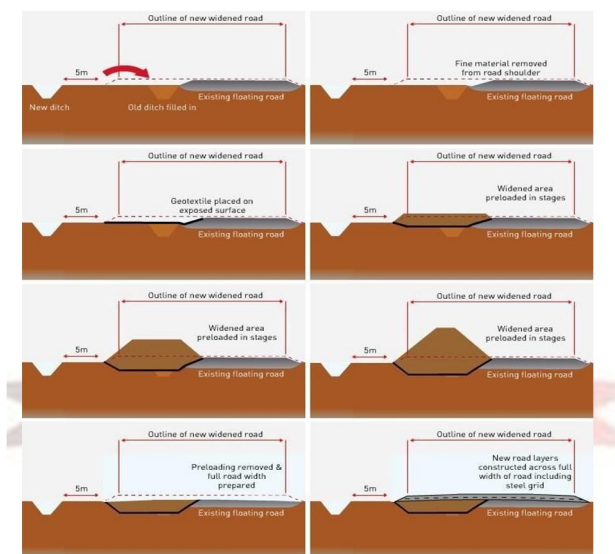 Outline of new widened road
5m
New ditch
Old ditch filled in
Existing floating road
Outline of new widened road
5m
Fine material removed
from road shoulder
Existing floating road
Outline of new widened road
5m
Geotextile placed on
exposed surface
Existing floating road
Outline of new widened road
5m
Widened area
preloaded in stages
Existing floating road
Outline of new widened road
5m
Widened area
preloaded in stages
Existing floating road
Outline of new widened road
5m
Widened area
preloaded in stages
Existing floating road
Outline of new widened road
5m
Preloading removed &
full road width
prepared
Existing floating road
Outline of new widened road
5m
New road layers
constructed across full
width of road including
steel grid
Existing floating road